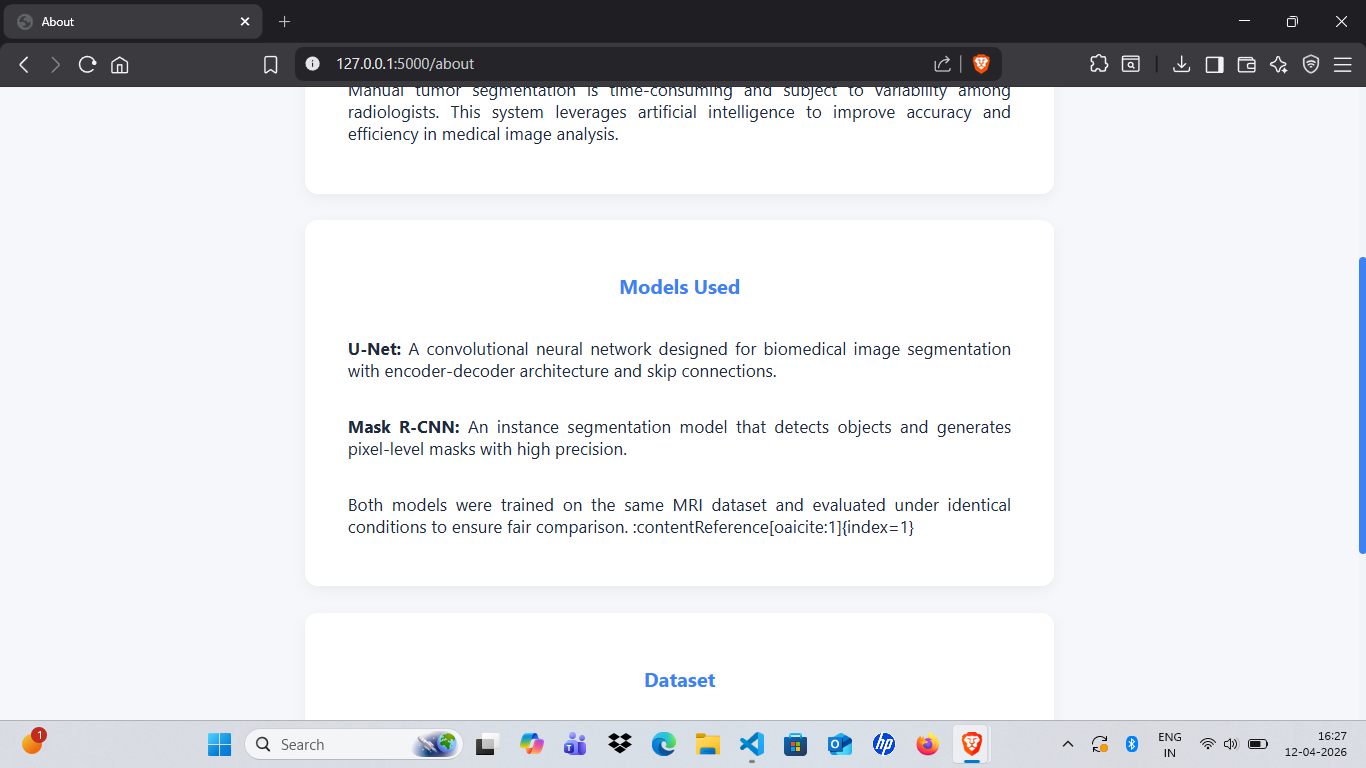 About
127.0.0.1:5000/about
Manual tumor segmentation is time-consuming and subject to variability among
radiologists. This system leverages artificial intelligence to improve accuracy and
efficiency in medical image analysis.
Models Used
U-Net: A convolutional neural network designed for biomedical image segmentation
with encoder-decoder architecture and skip connections.
Mask R-CNN: An instance segmentation model that detects objects and generates
pixel-level masks with high precision.
Both models were trained on the same MRI dataset and evaluated under identical
conditions to ensure fair comparison. :contentReference[oaicite:1]{index=1}
Dataset
1
Search
hp
ENG
IN
16:27
12-04-2026